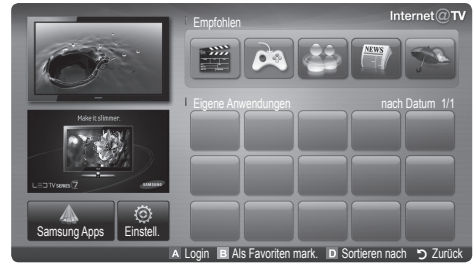 Internet@TV
Empfohlen
NEWS
Eigene Anwendungen nach Datum 1/1
Make it slimmer.
LED TV SERIES 7 SAMSUNG
Samsung Apps Einstell.
A Login B Als Favoriten mark. D Sortieren nach Zurück